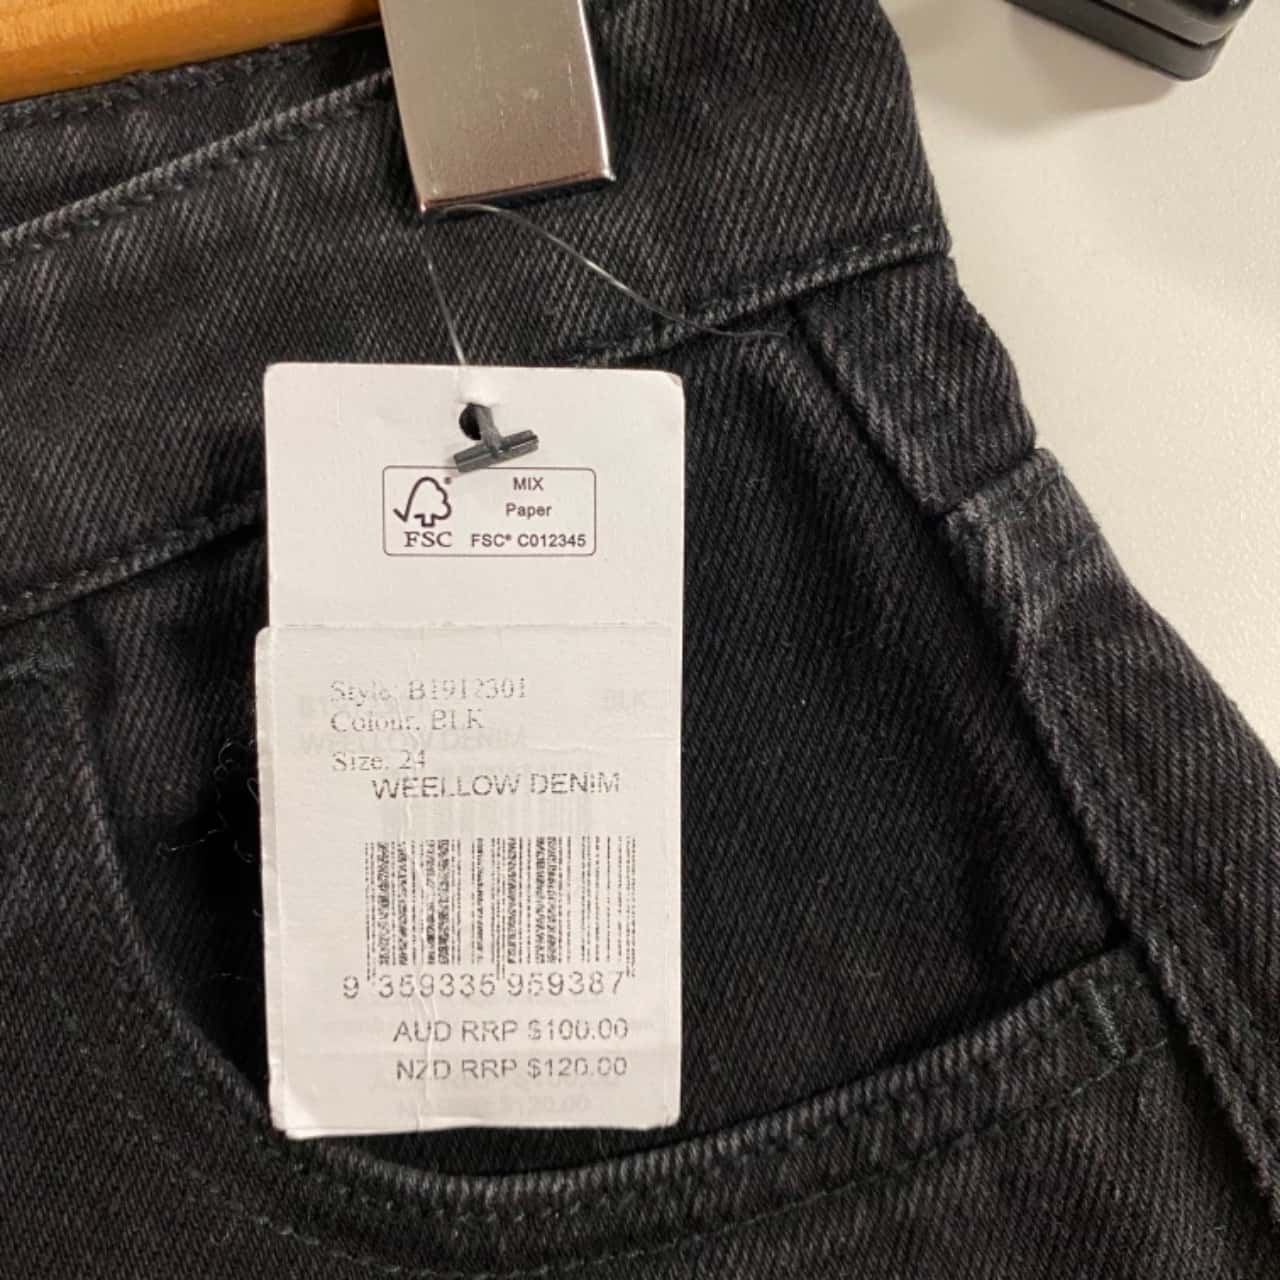 MIX
Paper
FSC® FSC® C012345
Style: B1912301
Colour: BLK
Size: 24
WEELLOW DENIM
9 359335 959387
AUD RRP $100.00
NZD RRP $120.00